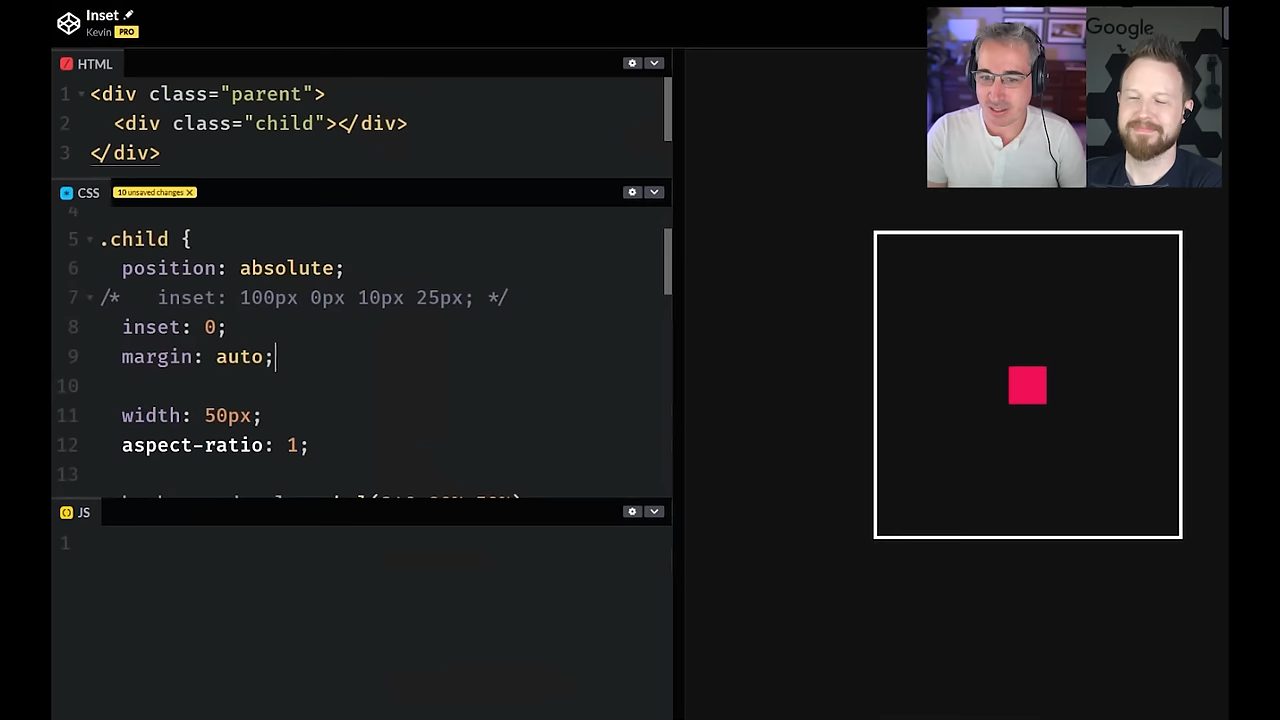 Inset
Kevin PRO
Google
HTML
1 <div class="parent">
2 <div class="child"></div>
3 </div>
CSS 10 unsaved changes ✕
4
5 .child {
6 position: absolute;
7 /* inset: 100px 0px 10px 25px; */
8 inset: 0;
9 margin: auto;
10
11 width: 50px;
12 aspect-ratio: 1;
13
JS
1